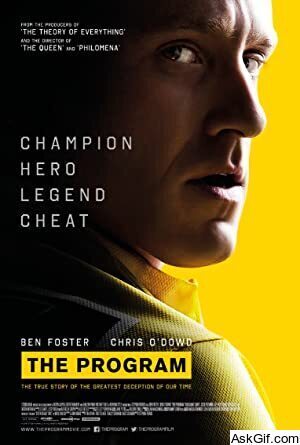 FROM THE PRODUCERS OF
'THE THEORY OF EVERYTHING'
AND THE DIRECTOR OF
'THE QUEEN' AND 'PHILOMENA'
CHAMPION
HERO
LEGEND
CHEAT
BEN FOSTER CHRIS O'DOWD
THE PROGRAM
THE TRUE STORY OF THE GREATEST DECEPTION OF OUR TIME
AskGif.com